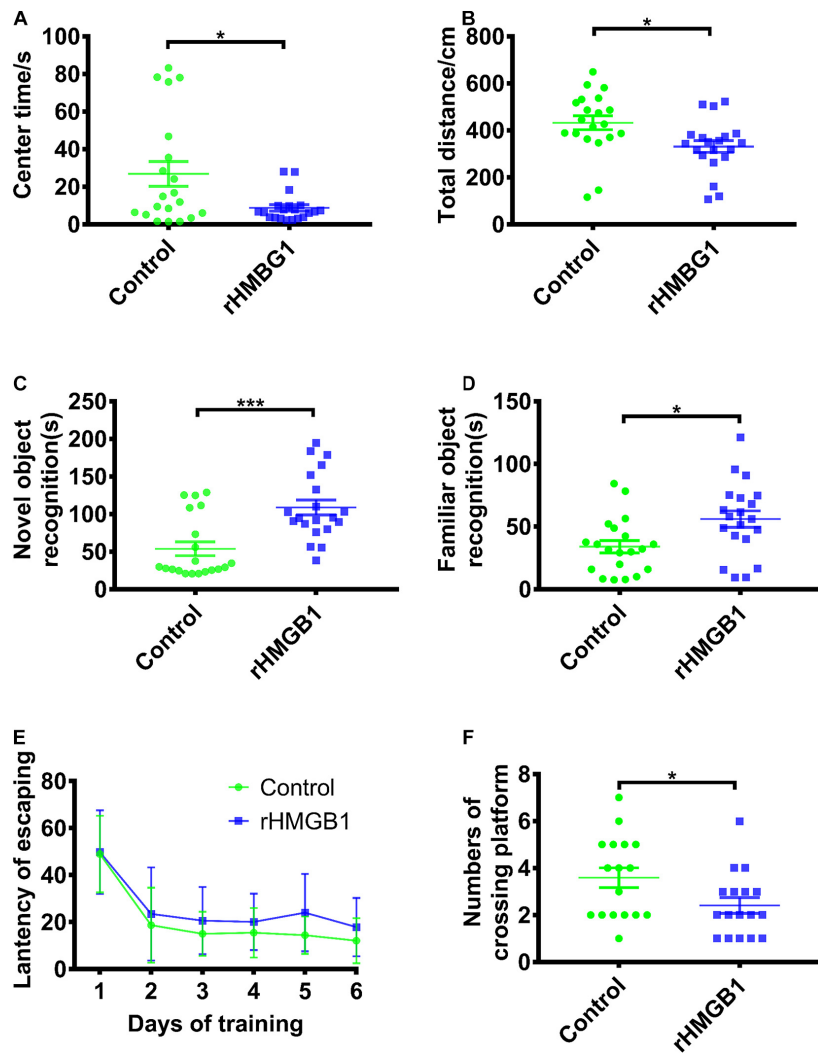 A
Center time/s
100
80
60
40
20
0
*
Control
rHMBG1
B
Total distance/cm
800
600
400
200
0
*
Control
rHMBG1
C
Novel object
recognition(s)
250
200
150
100
50
0
***
Control
rHMGB1
D
Familiar object
recognition(s)
150
100
50
0
*
Control
rHMGB1
E
Lantency of escaping
80
60
40
20
0
Control
rHMGB1
1 2 3 4 5 6
Days of training
F
Numbers of
crossing platform
8
6
4
2
0
*
Control
rHMGB1